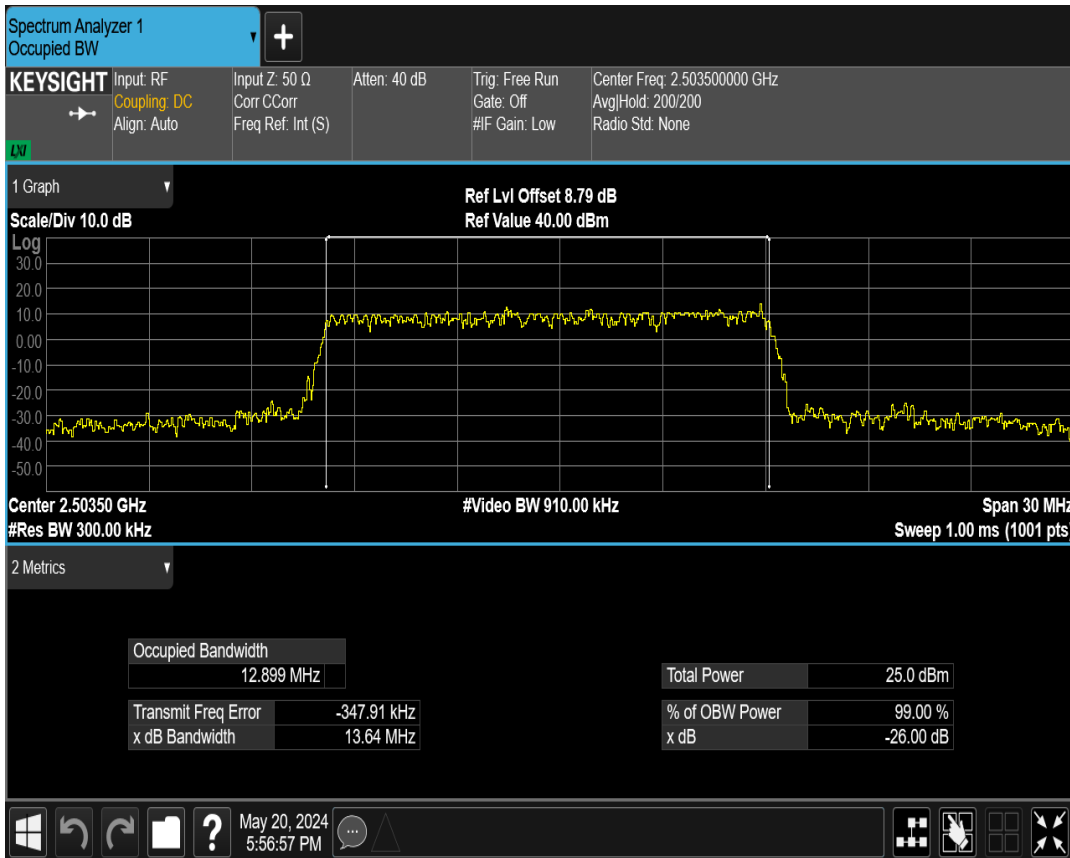 Spectrum Analyzer 1
Occupied BW
KEYSIGHT
LXI
Input: RF
Coupling: DC
Align: Auto
Input Z: 50 Ω
Corr CCorr
Freq Ref: Int (S)
Atten: 40 dB
Trig: Free Run
Gate: Off
#IF Gain: Low
Center Freq: 2.503500000 GHz
Avg|Hold: 200/200
Radio Std: None
1 Graph
Ref Lvl Offset 8.79 dB
Scale/Div 10.0 dB
Ref Value 40.00 dBm
Log
30.0
20.0
10.0
0.00
-10.0
-20.0
-30.0
-40.0
-50.0
Center 2.50350 GHz
#Video BW 910.00 kHz
Span 30 MHz
#Res BW 300.00 kHz
Sweep 1.00 ms (1001 pts)
2 Metrics
Occupied Bandwidth
12.899 MHz
Total Power 25.0 dBm
Transmit Freq Error -347.91 kHz
% of OBW Power 99.00 %
x dB Bandwidth 13.64 MHz
x dB -26.00 dB
?
May 20, 2024
5:56:57 PM